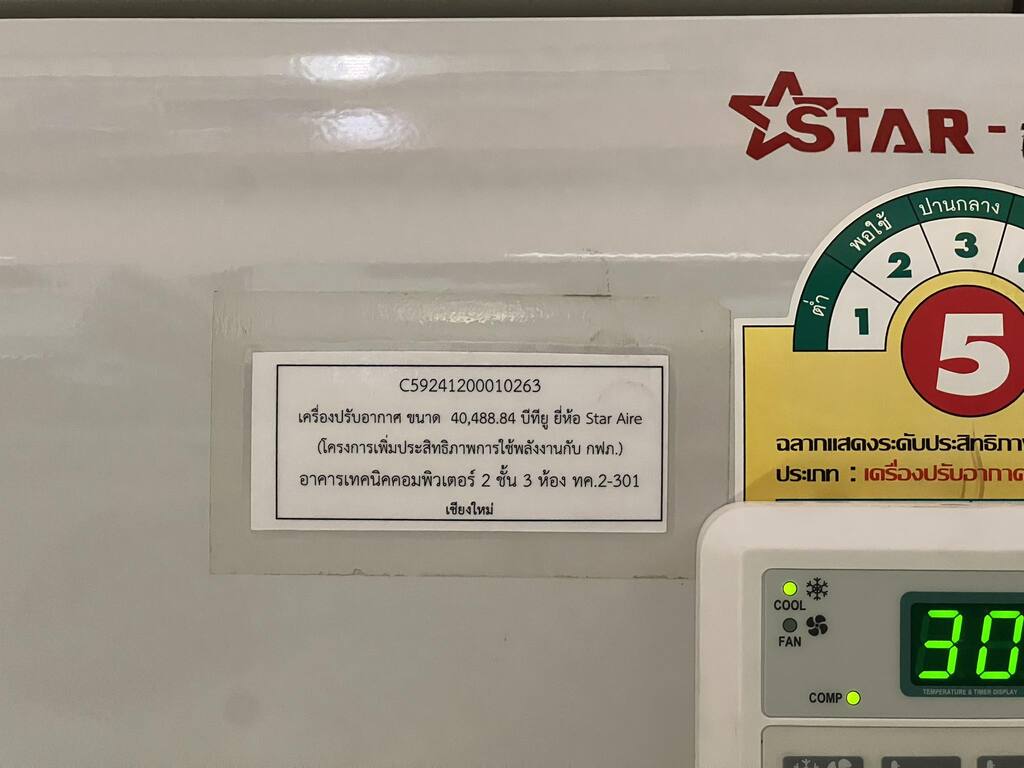 STAR -
ต่ำ พอใช้ ปานกลาง
1 2 3
5
C59241200010263
เครื่องปรับอากาศ ขนาด 40,488.84 บีทียู ยี่ห้อ Star Aire
(โครงการเพิ่มประสิทธิภาพการใช้พลังงานกับ กฟภ.)
อาคารเทคนิคคอมพิวเตอร์ 2 ชั้น 3 ห้อง ทค.2-301
เชียงใหม่
ฉลากแสดงระดับ
ประเภท : เครื่องปรับอากาศ
COOL
FAN
30
COMP
TEMPERATURE & TIMER DISPLAY